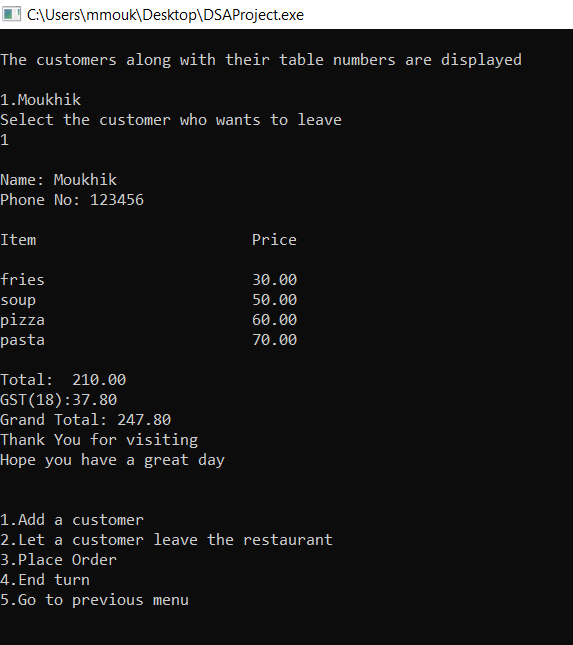 C:\Users\mmouk\Desktop\DSAProject.exe
The customers along with their table numbers are displayed
1.Moukhik
Select the customer who wants to leave
1
Name: Moukhik
Phone No: 123456
Item Price
fries 30.00
soup 50.00
pizza 60.00
pasta 70.00
Total:  210.00
GST(18):37.80
Grand Total: 247.80
Thank You for visiting
Hope you have a great day
1.Add a customer
2.Let a customer leave the restaurant
3.Place Order
4.End turn
5.Go to previous menu